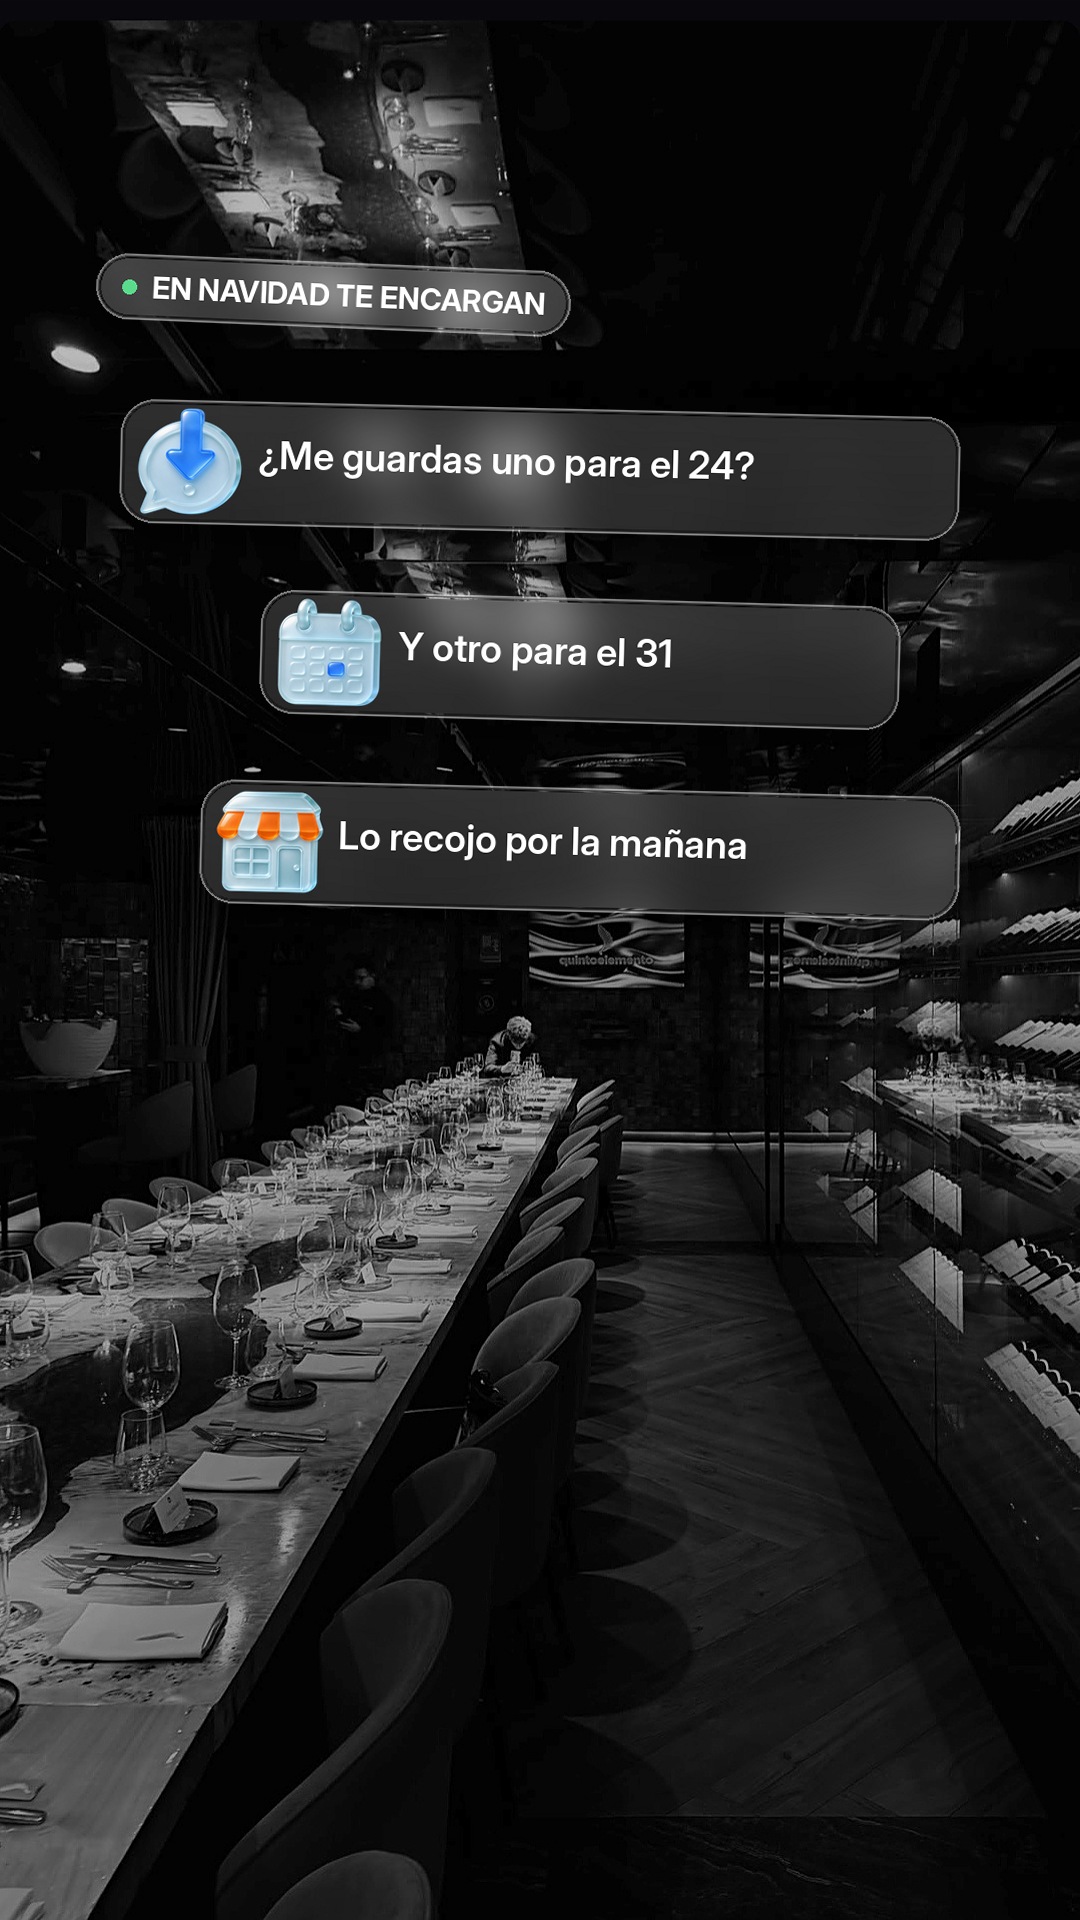 EN NAVIDAD TE ENCARGAN
¿Me guardas uno para el 24?
Y otro para el 31
Lo recojo por la mañana
quintoelemento